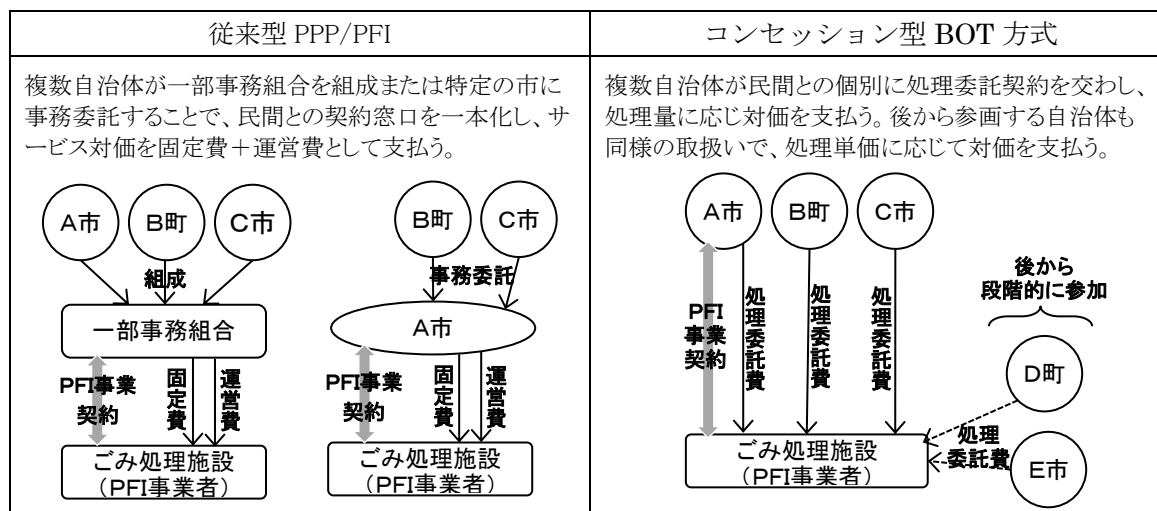 従来型 PPP/PFI
複数自治体が一部事務組合を組成または特定の市に
事務委託することで、民間との契約窓口を一本化し、サ
ービス対価を固定費＋運営費として支払う。
A市
B町
C市
組成
一部事務組合
PFI事業
契約
固定費
運営費
ごみ処理施設
(PFI事業者)
B町
C市
事務委託
A市
PFI事業
契約
固定費
運営費
ごみ処理施設
(PFI事業者)
コンセッション型 BOT 方式
複数自治体が民間との個別に処理委託契約を交わし、
処理量に応じ対価を支払う。後から参画する自治体も
同様の取扱いで、処理単価に応じて対価を支払う。
A市
B町
C市
PFI
事業
契約
処理委託費
処理委託費
処理委託費
後から
段階的に参加
D町
E市
処理
委託費
ごみ処理施設
(PFI事業者)